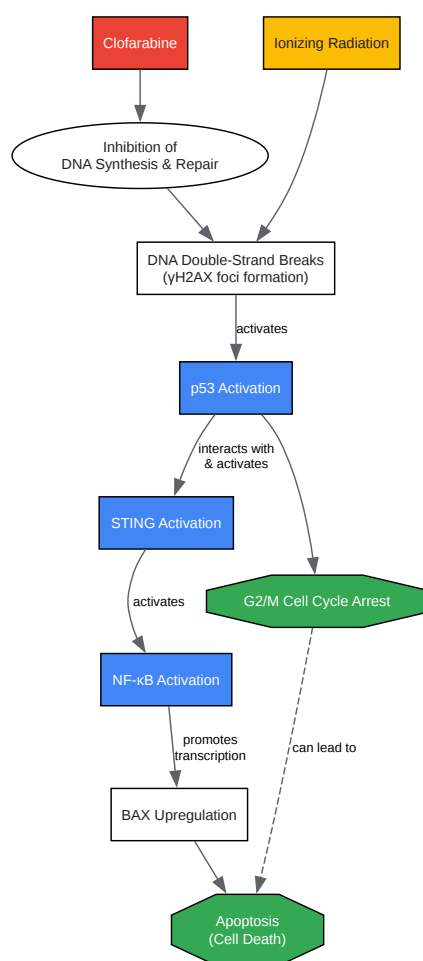 Clofarabine
Ionizing Radiation
Inhibition of
DNA Synthesis & Repair
DNA Double-Strand Breaks
(γH2AX foci formation)
activates
p53 Activation
interacts with
& activates
STING Activation
G2/M Cell Cycle Arrest
activates
NF-κB Activation
promotes
transcription
can lead to
BAX Upregulation
Apoptosis
(Cell Death)